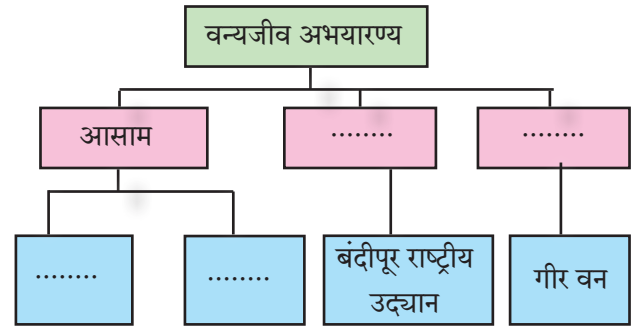 वन्यजीव अभयारण्य
आसाम
........
........
........
........
बंदीपूर राष्ट्रीय
उद्यान
गीर वन